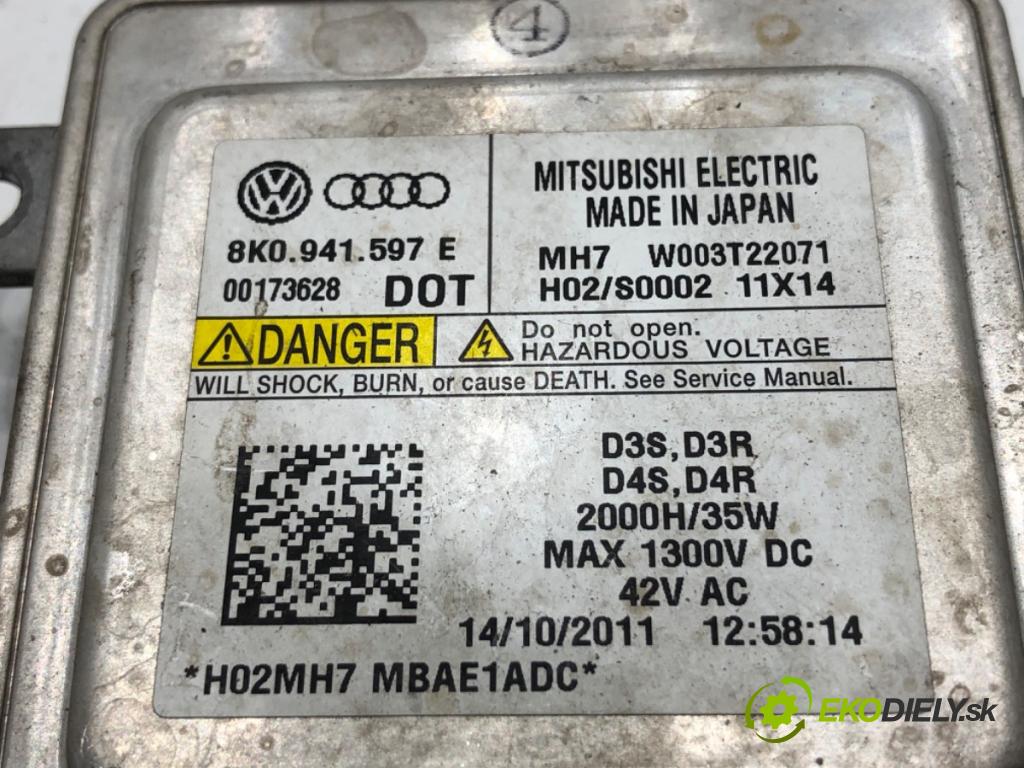 4
VW
8K0.941.597 E
00173628 DOT
MITSUBISHI ELECTRIC
MADE IN JAPAN
MH7 W003T22071
H02/S0002 11X14
DANGER
Do not open.
HAZARDOUS VOLTAGE
WILL SHOCK, BURN, or cause DEATH. See Service Manual.
D3S,D3R
D4S,D4R
2000H/35W
MAX 1300V DC
42V AC
14/10/2011 12:58:14
*H02MH7 MBAE1ADC*
EKODIELY.sk